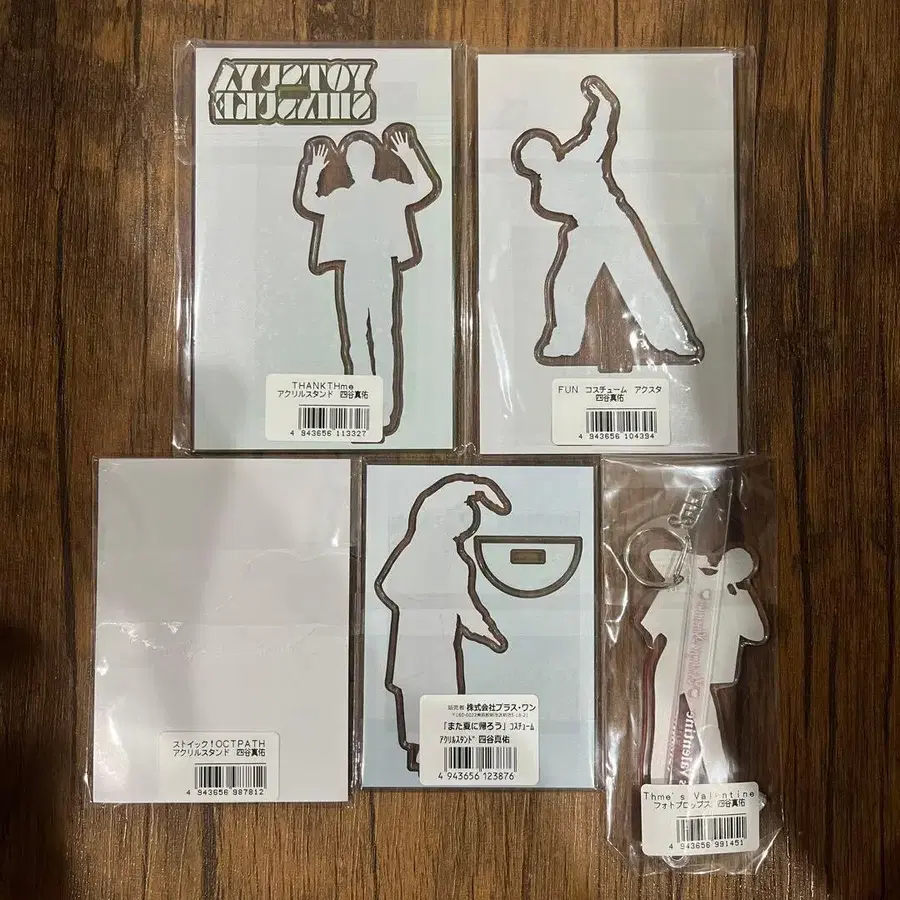 YOTSUYA
SHINSUKE
THANKTHme
アクリルスタンド 四谷真佑
4 943656 113327
FUN コスチューム アクスタ
四谷真佑
4 943656 104394
ストイック!OCTPATH
アクリルスタンド 四谷真佑
4 943656 987812
販売者 株式会社プラス・ワン
「また夏に帰ろう」コスチューム
アクリルスタンド 四谷真佑
4 943656 123876
Thme's Valentine
フォトプロップス 四谷真佑
4 943656 991451